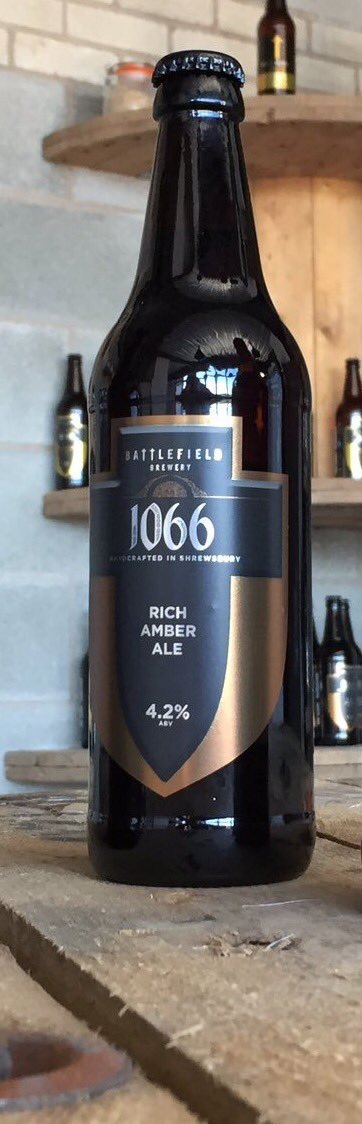 BATTLEFIELD
BREWERY
1066
HANDCRAFTED IN SHREWSBURY
RICH
AMBER
ALE
4.2%
ABV